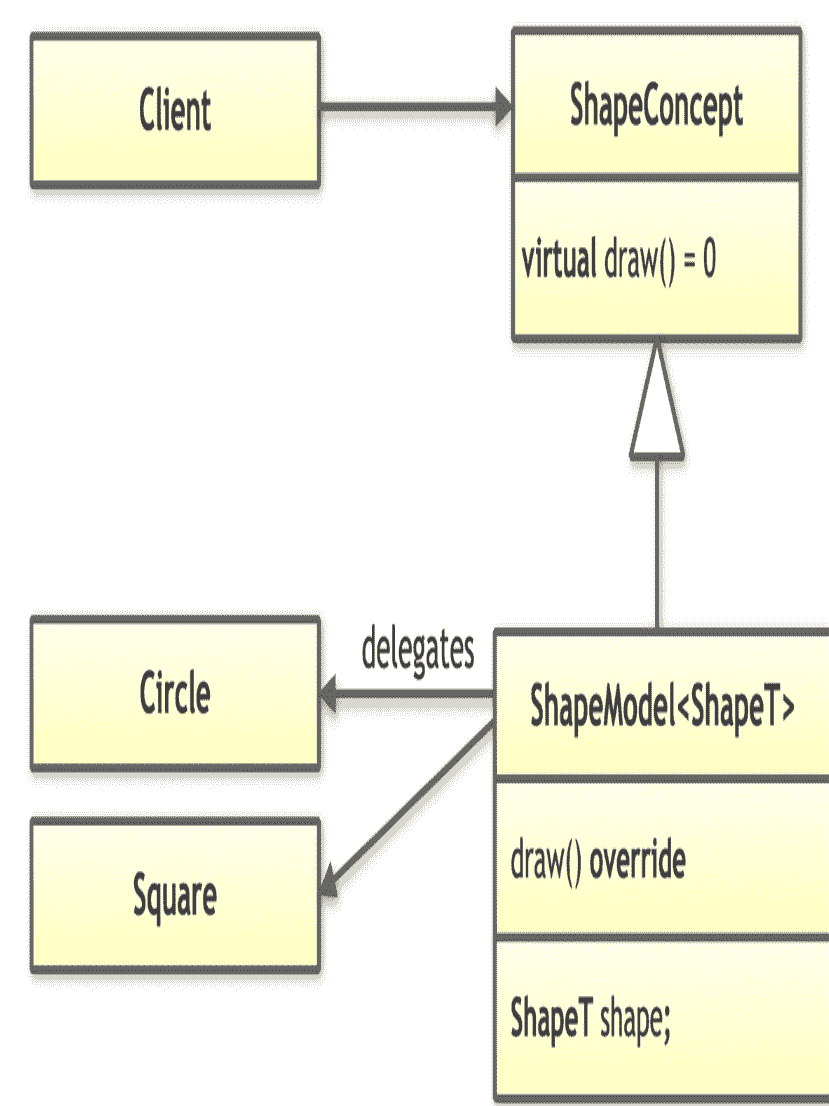 Client
ShapeConcept
virtual draw() = 0
delegates
Circle
ShapeModel<ShapeT>
draw() override
Square
ShapeT shape;